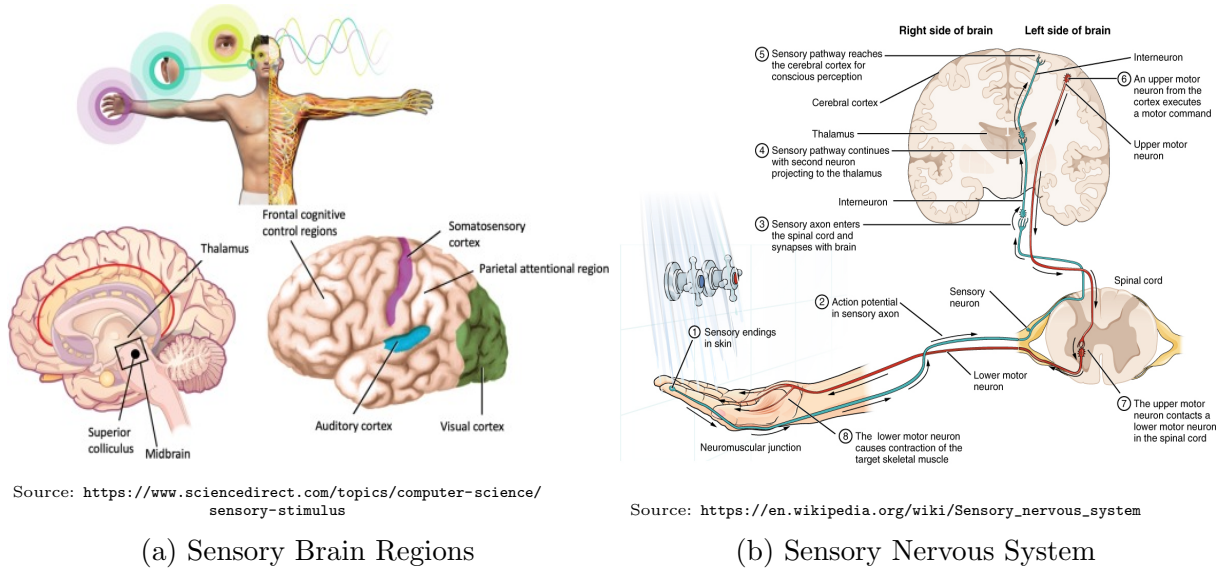 Thalamus
Frontal cognitive
control regions
Somatosensory
cortex
Parietal attentional region
Superior
colliculus
Midbrain
Auditory cortex
Visual cortex
Source: https://www.sciencedirect.com/topics/computer-science/
sensory-stimulus
(a) Sensory Brain Regions
Right side of brain
Left side of brain
5 Sensory pathway reaches
the cerebral cortex for
conscious perception
Interneuron
6 An upper motor
neuron from the
cortex executes
a motor command
Cerebral cortex
Thalamus
4 Sensory pathway continues
with second neuron
projecting to the thalamus
Upper motor
neuron
Interneuron
3 Sensory axon enters
the spinal cord and
synapses with brain
Sensory
neuron
Spinal cord
2 Action potential
in sensory axon
1 Sensory endings
in skin
Lower motor
neuron
7 The upper motor
neuron contacts a
lower motor neuron
in the spinal cord
Neuromuscular junction
8 The lower motor neuron
causes contraction of the
target skeletal muscle
Source: https://en.wikipedia.org/wiki/Sensory_nervous_system
(b) Sensory Nervous System